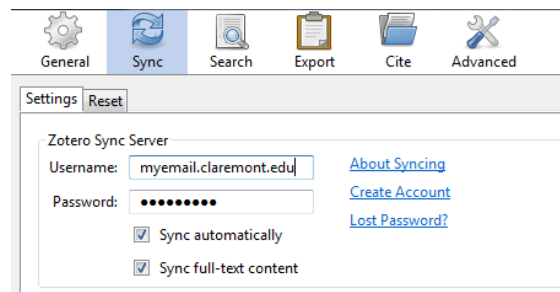 General Sync Search Export Cite Advanced
Settings Reset
Zotero Sync Server
Username: myemail.claremont.edu About Syncing
Create Account
Password: ●●●●●●●●● Lost Password?
Sync automatically
Sync full-text content